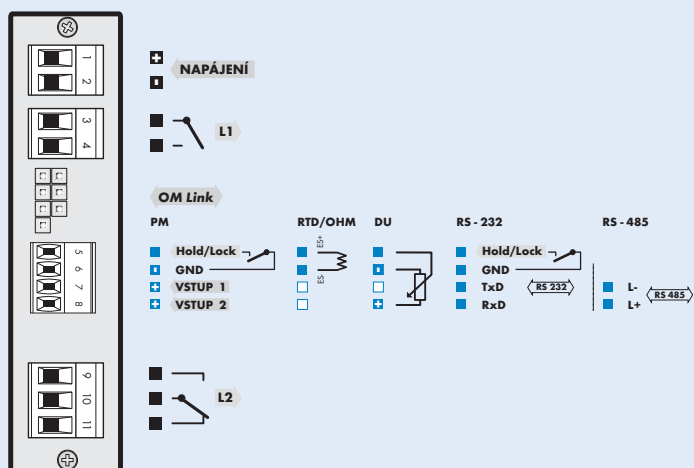 1
2
NAPÁJENÍ
3
4
L1
OM Link
PM
RTD/OHM
DU
RS - 232
RS - 485
5
6
7
8
Hold/Lock
GND
VSTUP 1
VSTUP 2
ES+
ES-
Hold/Lock
GND
TxD
RS 232
RxD
L-
L+
RS 485
9
10
11
L2